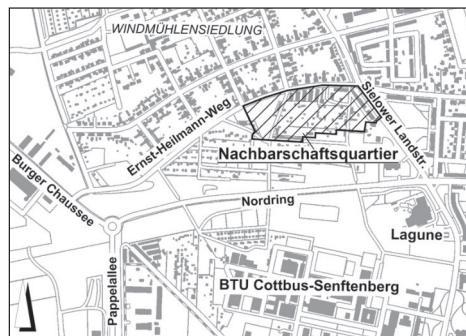 WINDMÜHLENSIEDLUNG
Sielower Landstr.
Ernst-Heilmann-Weg
Nachbarschaftsquartier
Burger Chaussee
Nordring
Lagune
BTU Cottbus-Senftenberg
Pappelallee